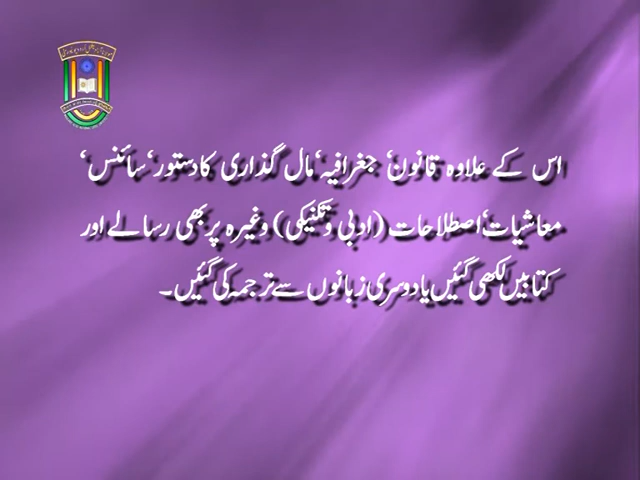 اس کے علاوہ قانون‘ جغرافیہ‘ مال گذاری کا دستور‘ سائنس‘
معاشیات‘ اصطلاحات (ادبی و تکنیکی) وغیرہ پر بھی رسالے اور
کتابیں لکھی گئیں یا دوسری زبانوں سے ترجمہ کی گئیں۔